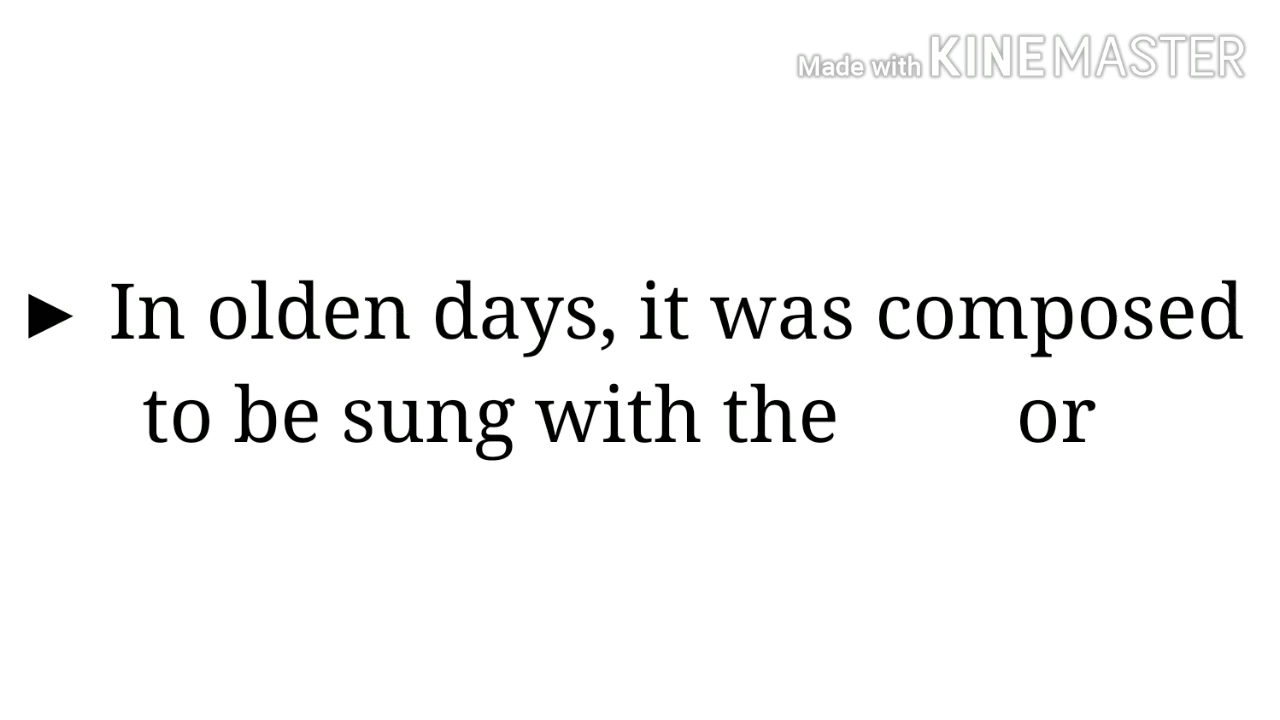 Made with KINEMASTER
► In olden days, it was composed
to be sung with the or